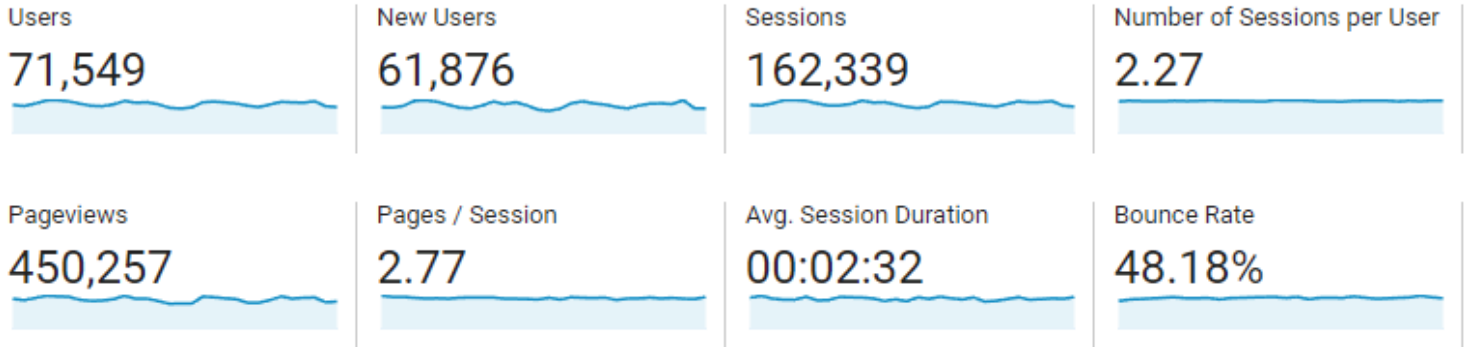 Users
71,549
New Users
61,876
Sessions
162,339
Number of Sessions per User
2.27
Pageviews
450,257
Pages / Session
2.77
Avg. Session Duration
00:02:32
Bounce Rate
48.18%